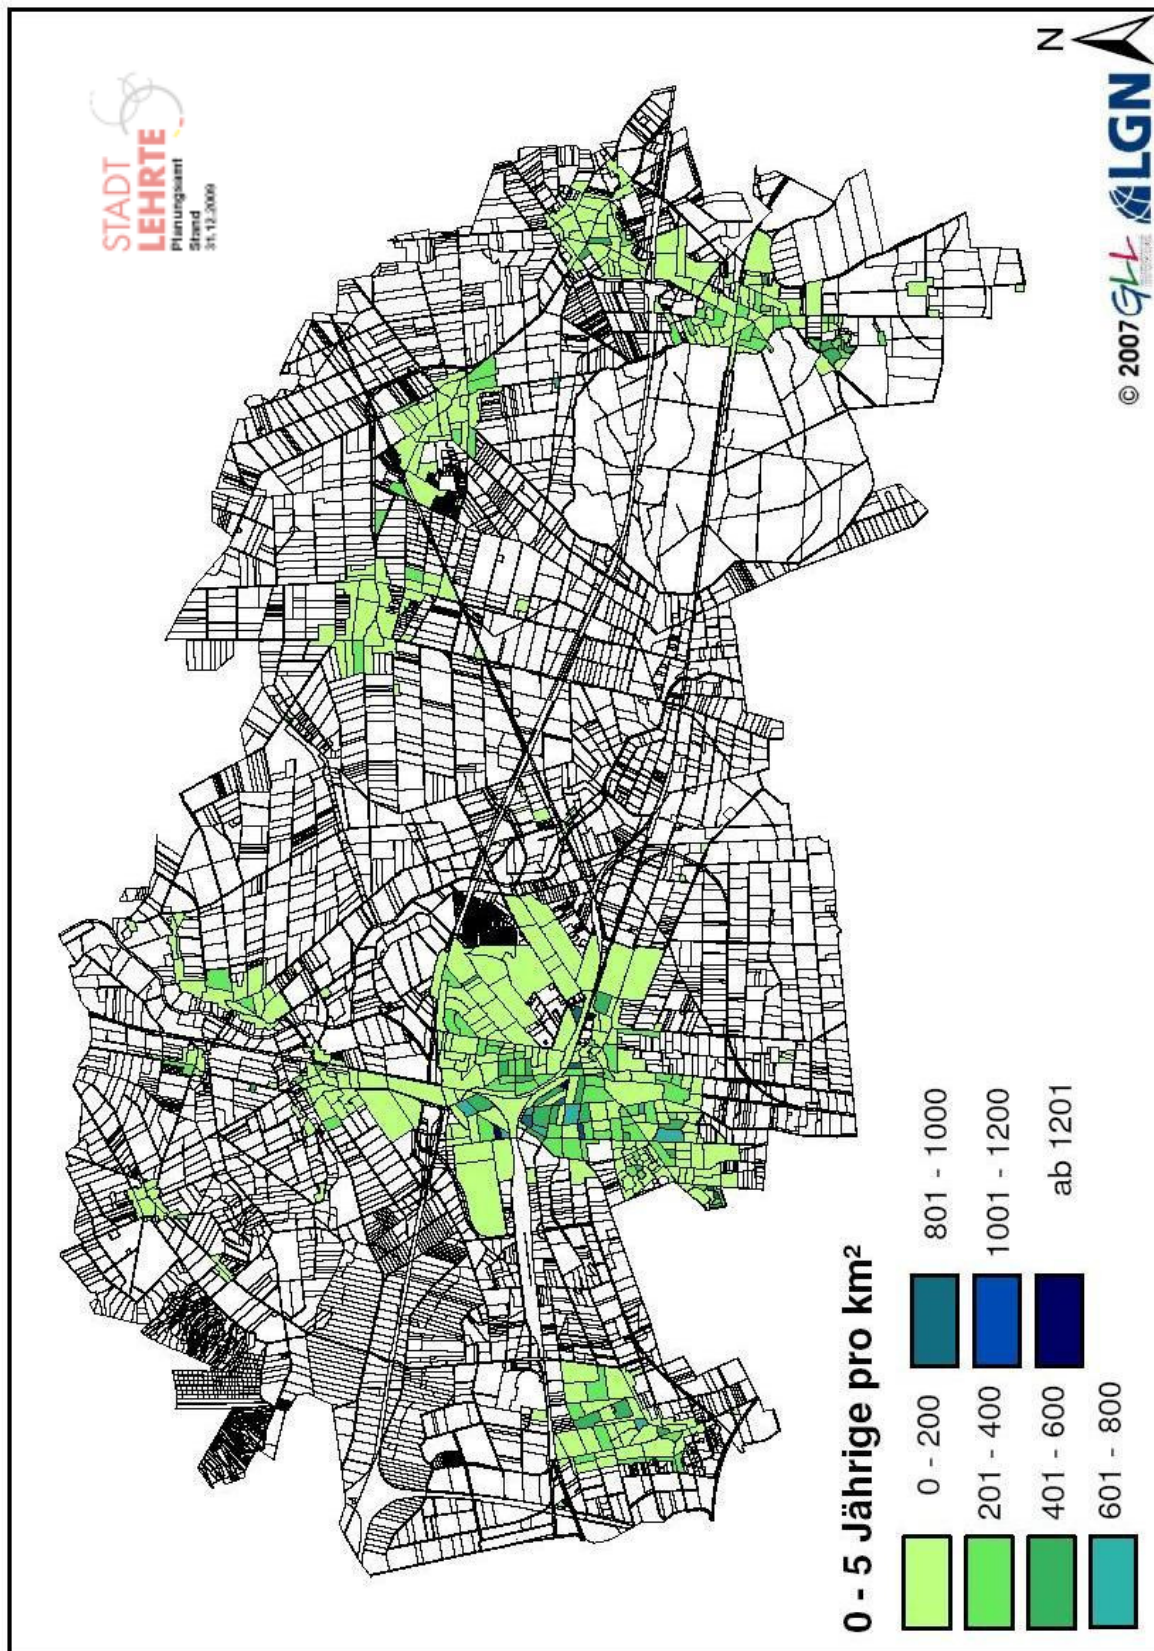 STADT
LEHRTE
Planungsamt
Stand
31.12.2009
N
© 2007 GLL LGN
0 - 5 Jährige pro km²
0 - 200
201 - 400
401 - 600
601 - 800
801 - 1000
1001 - 1200
ab 1201